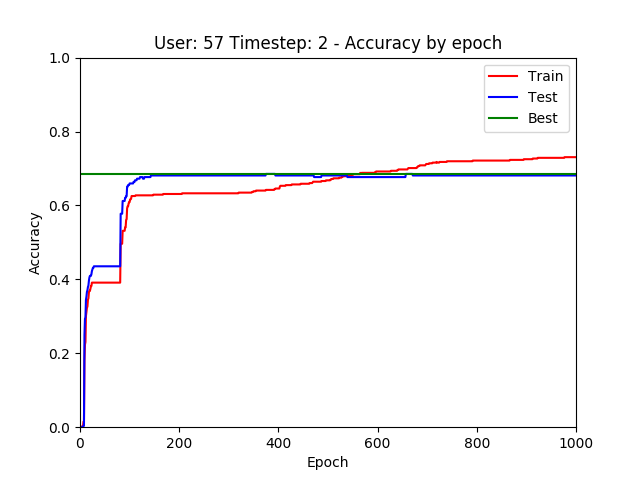 User: 57 Timestep: 2 - Accuracy by epoch
1.0
0.8
0.6
0.4
0.2
0.0
Accuracy
Train
Test
Best
0 200 400 600 800 1000
Epoch